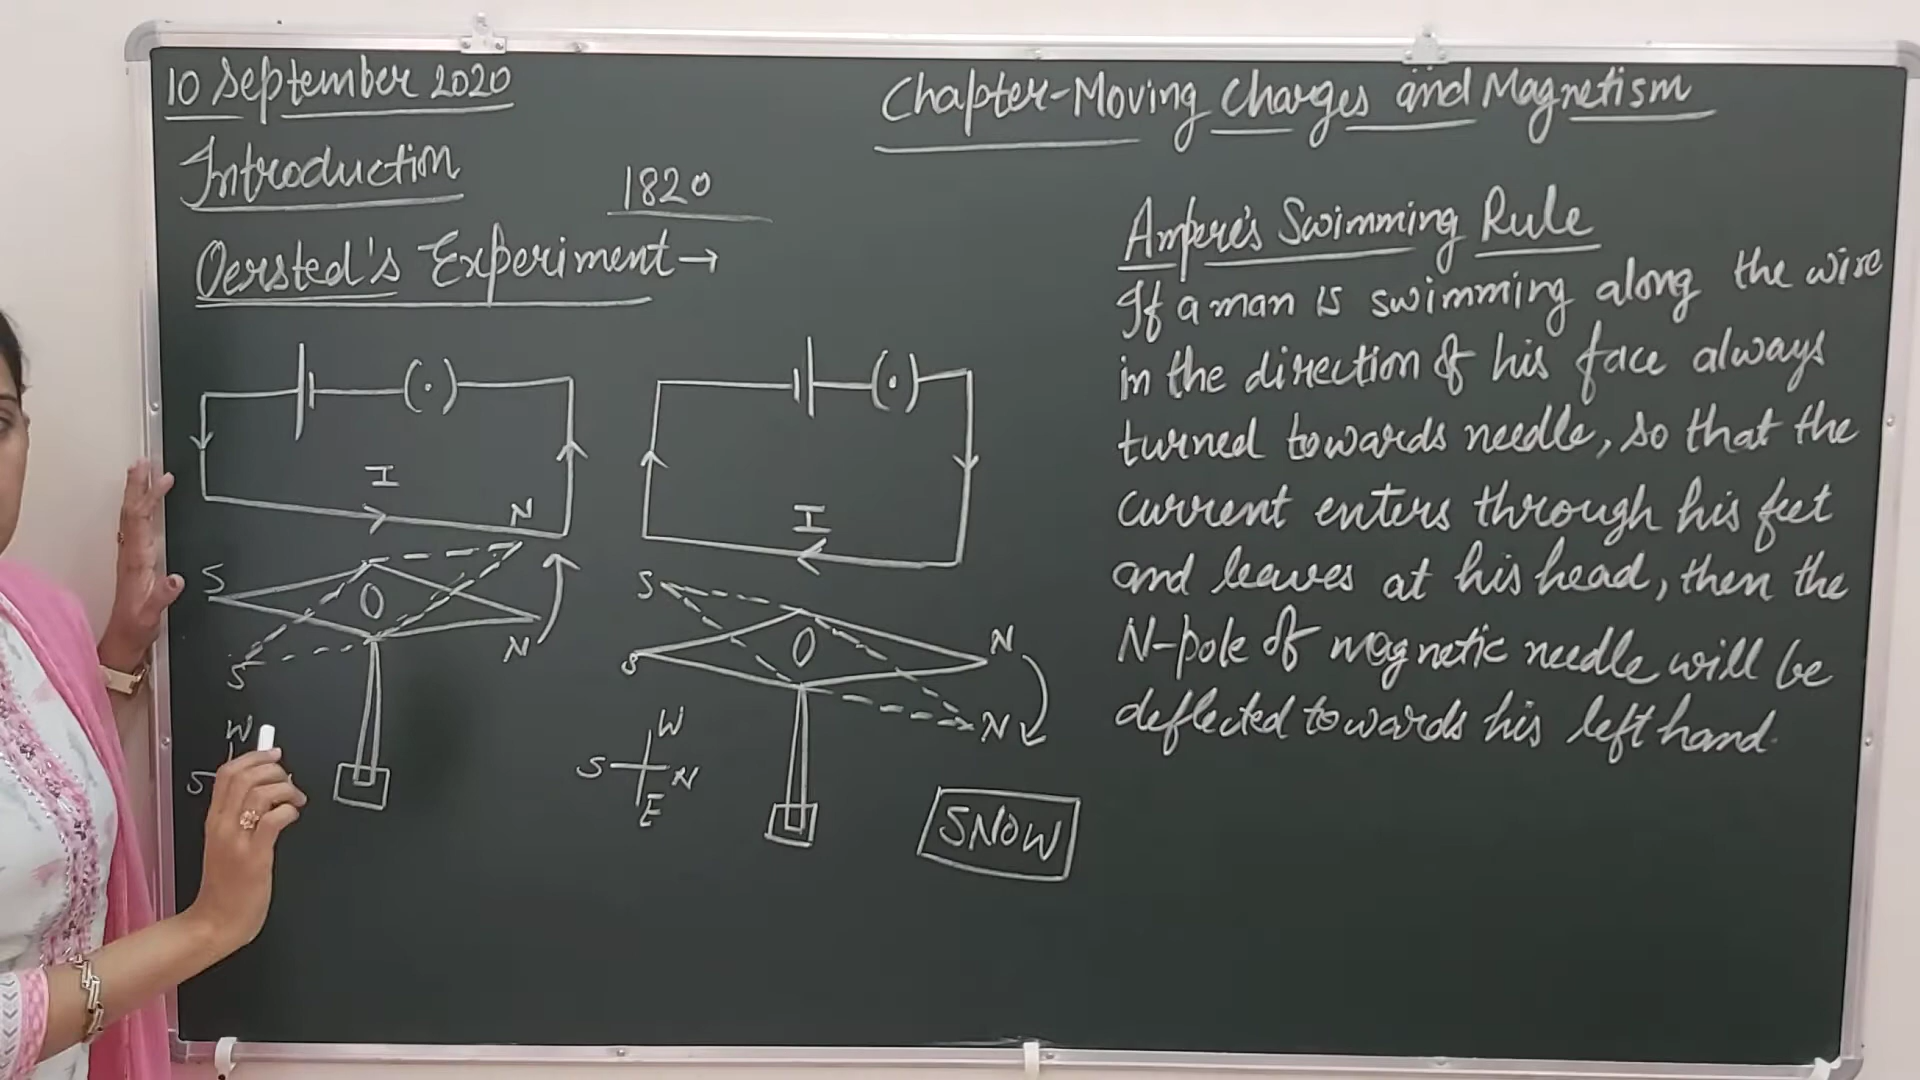 10 September 2020
Chapter-Moving Charges and Magnetism
Introduction
1820
Oersted's Experiment→
I
N
S
O
N
S
W
S
I
S
O
N
S
N
W
S
N
E
SNOW
Ampere's Swimming Rule
If a man is swimming along the wire
in the direction of his face always
turned towards needle, so that the
current enters through his feet
and leaves at his head, then the
N-pole of magnetic needle will be
deflected towards his left hand.